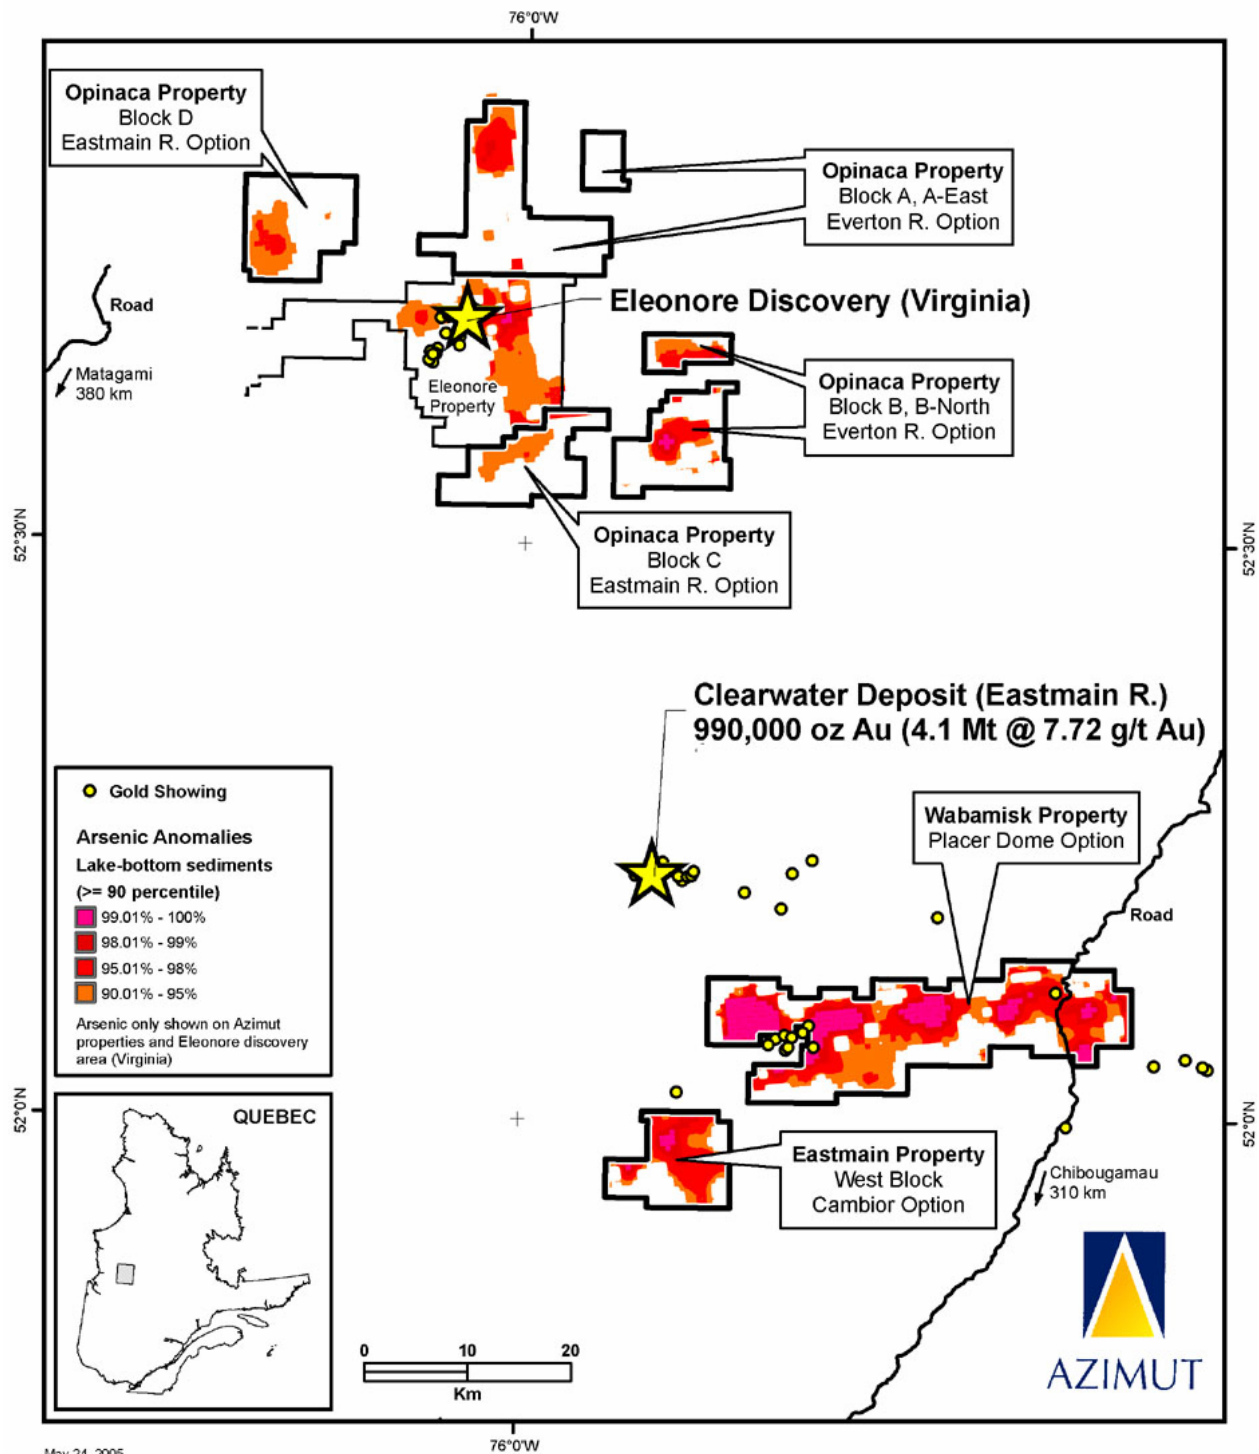 76°0'W
Opinaca Property
Block D
Eastmain R. Option
Opinaca Property
Block A, A-East
Everton R. Option
Road
Eleonore Discovery (Virginia)
Matagami
380 km
Eleonore
Property
Opinaca Property
Block B, B-North
Everton R. Option
52°30'N
52°30'N
Opinaca Property
Block C
Eastmain R. Option
Clearwater Deposit (Eastmain R.)
990,000 oz Au (4.1 Mt @ 7.72 g/t Au)
Gold Showing
Arsenic Anomalies
Lake-bottom sediments
(>= 90 percentile)
99.01% - 100%
98.01% - 99%
95.01% - 98%
90.01% - 95%
Arsenic only shown on Azimut
properties and Eleonore discovery
area (Virginia)
Wabamisk Property
Placer Dome Option
Road
52°0'N
52°0'N
QUEBEC
Eastmain Property
West Block
Cambior Option
Chibougamau
310 km
0 10 20
Km
AZIMUT
76°0'W
May 24, 2005